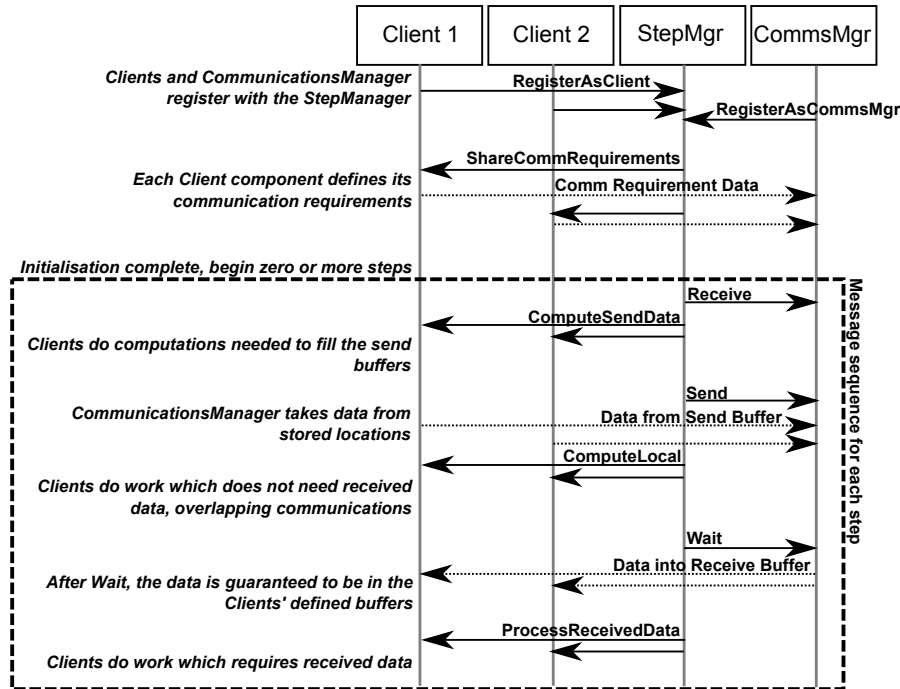 Client 1
Client 2
StepMgr
CommsMgr
Clients and CommunicationsManager
register with the StepManager
RegisterAsClient
RegisterAsCommsMgr
ShareCommRequirements
Each Client component defines its
communication requirements
Comm Requirement Data
Initialisation complete, begin zero or more steps
Message sequence for each step
Receive
ComputeSendData
Clients do computations needed to fill the send
buffers
Send
CommunicationsManager takes data from
stored locations
Data from Send Buffer
ComputeLocal
Clients do work which does not need received
data, overlapping communications
Wait
Data into Receive Buffer
After Wait, the data is guaranteed to be in the
Clients' defined buffers
ProcessReceivedData
Clients do work which requires received data